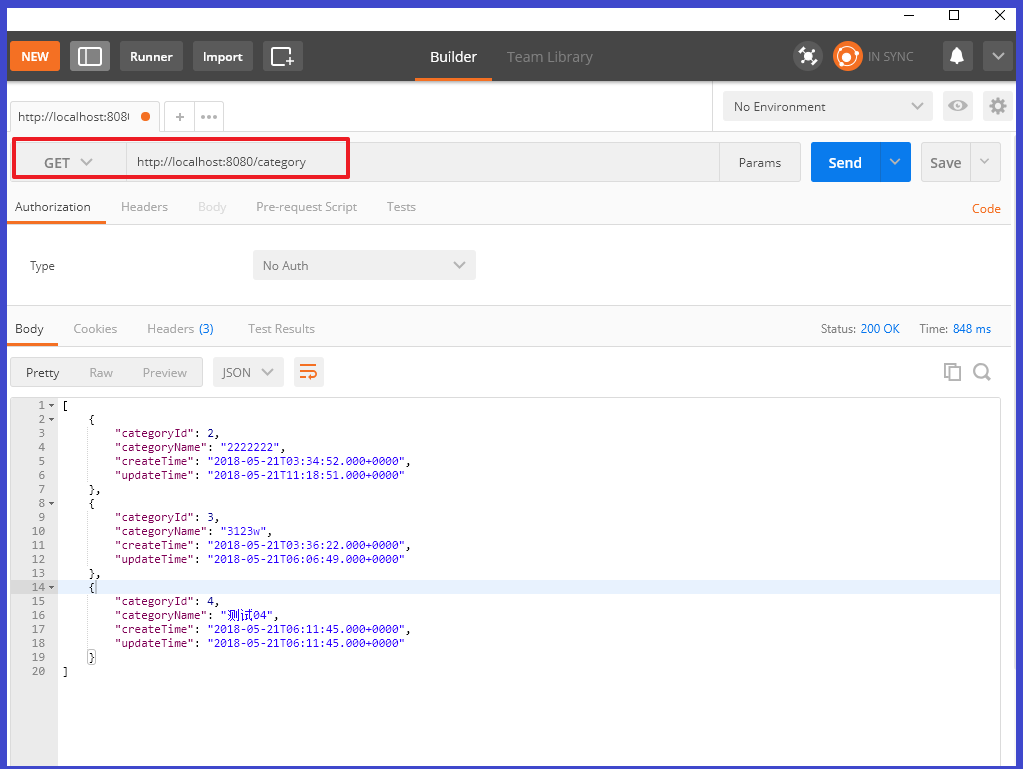 NEW Runner Import Builder Team Library IN SYNC
http://localhost:808 No Environment
GET http://localhost:8080/category Params Send Save
Authorization Headers Body Pre-request Script Tests Code
Type No Auth
Body Cookies Headers (3) Test Results Status: 200 OK Time: 848 ms
Pretty Raw Preview JSON
1 [
2 {
3 "categoryId": 2,
4 "categoryName": "2222222",
5 "createTime": "2018-05-21T03:34:52.000+0000",
6 "updateTime": "2018-05-21T11:18:51.000+0000"
7 },
8 {
9 "categoryId": 3,
10 "categoryName": "3123w",
11 "createTime": "2018-05-21T03:36:22.000+0000",
12 "updateTime": "2018-05-21T06:06:49.000+0000"
13 },
14 {
15 "categoryId": 4,
16 "categoryName": "测试04",
17 "createTime": "2018-05-21T06:11:45.000+0000",
18 "updateTime": "2018-05-21T06:11:45.000+0000"
19 }
20 ]